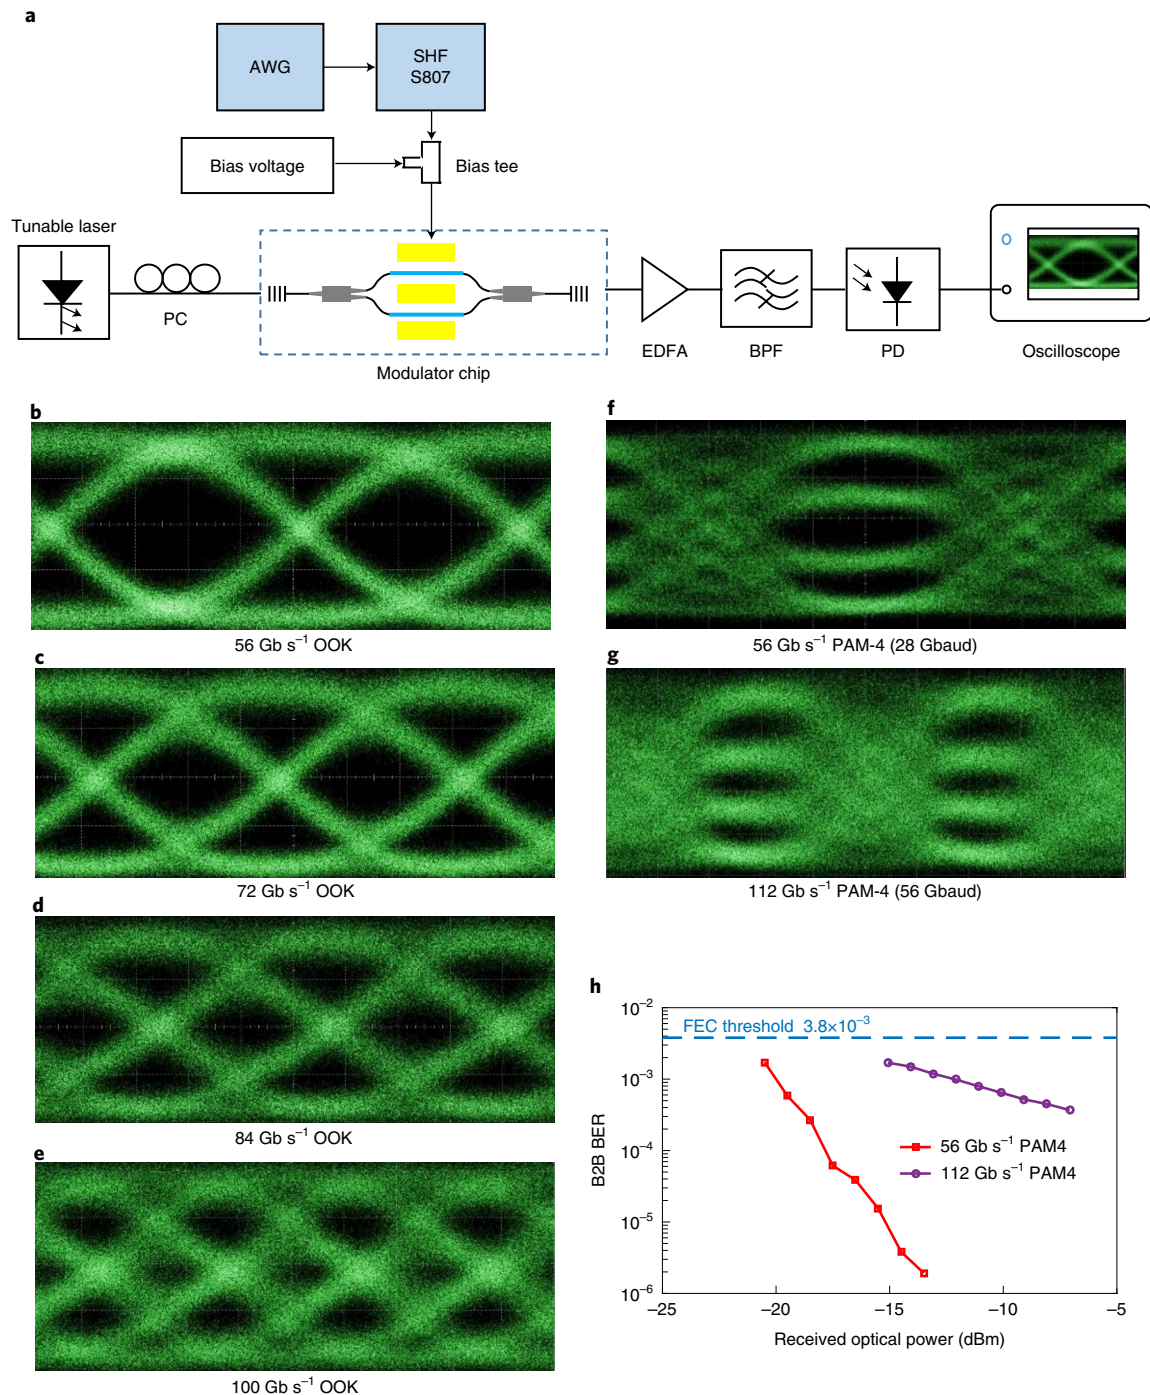 a
AWG
SHF
S807
Bias voltage
Bias tee
Tunable laser
PC
Modulator chip
EDFA
BPF
PD
Oscilloscope
b
56 Gb s⁻¹ OOK
c
72 Gb s⁻¹ OOK
d
84 Gb s⁻¹ OOK
e
100 Gb s⁻¹ OOK
f
56 Gb s⁻¹ PAM-4 (28 Gbaud)
g
112 Gb s⁻¹ PAM-4 (56 Gbaud)
h
10⁻²
FEC threshold 3.8×10⁻³
10⁻³
10⁻⁴
10⁻⁵
10⁻⁶
B2B BER
56 Gb s⁻¹ PAM4
112 Gb s⁻¹ PAM4
−25
−20
−15
−10
−5
Received optical power (dBm)